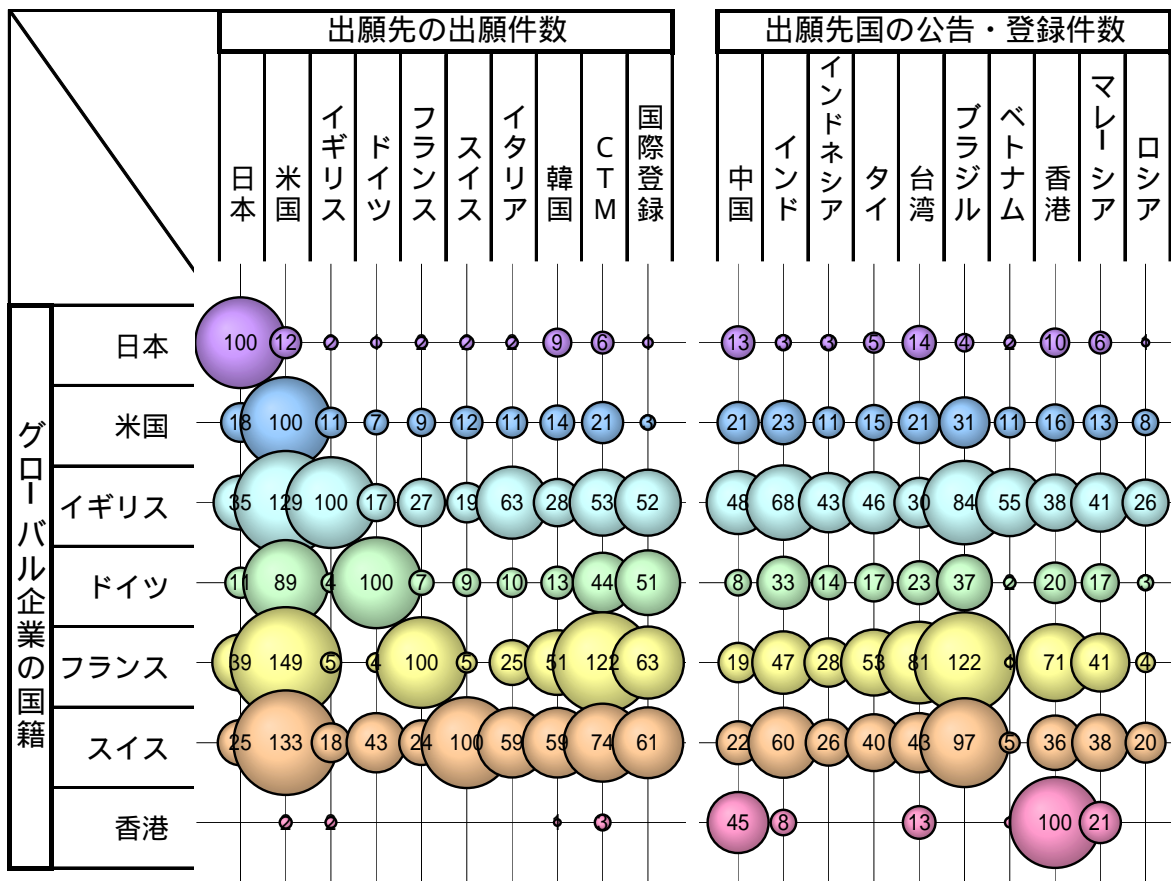 出願先の出願件数
出願先国の公告・登録件数
日本
米国
イギリス
ドイツ
フランス
スイス
イタリア
韓国
CTM
国際登録
中国
インド
インドネシア
タイ
台湾
ブラジル
ベトナム
香港
マレーシア
ロシア
グローバル企業の国籍
日本 100 12 2 2 2 2 9 6 13 3 3 5 14 4 2 10 6
米国 18 100 11 7 9 12 11 14 21 3 21 23 11 15 21 31 11 16 13 8
イギリス 35 129 100 17 27 19 63 28 53 52 48 68 43 46 30 84 55 38 41 26
ドイツ 11 89 4 100 7 9 10 13 44 51 8 33 14 17 23 37 2 20 17 3
フランス 39 149 5 4 100 5 25 51 122 63 19 47 28 53 81 122 71 41 4
スイス 25 133 18 43 24 100 59 59 74 61 22 60 26 40 43 97 5 36 38 20
香港 2 2 3 45 8 13 100 21